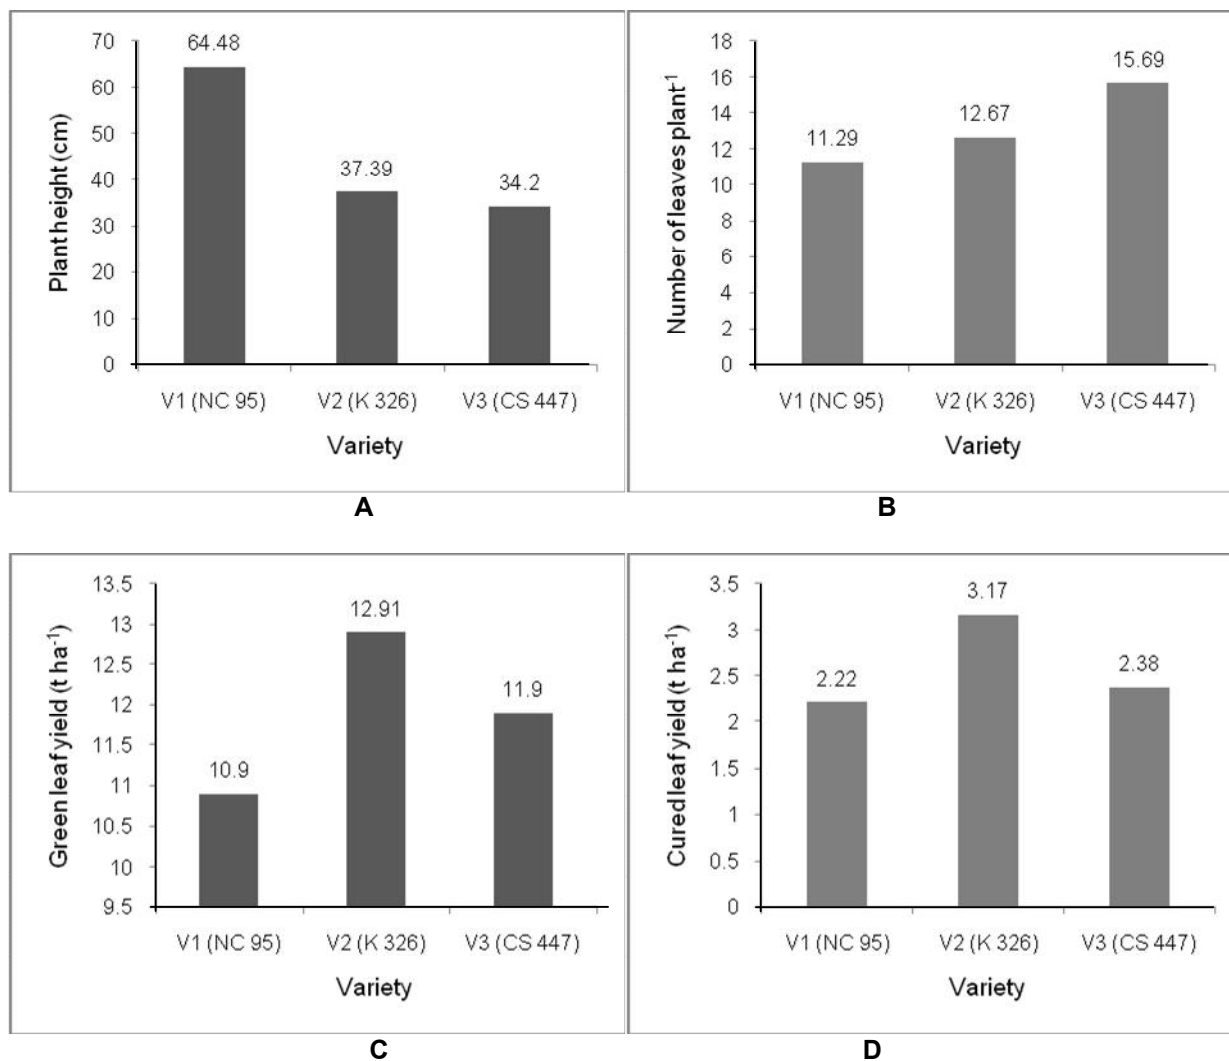 70
60
50
40
30
20
10
0
Plant height (cm)
64.48
37.39
34.2
V1 (NC 95) V2 (K 326) V3 (CS 447)
Variety
A
18
16
14
12
10
8
6
4
2
0
Number of leaves plant⁻¹
11.29
12.67
15.69
V1 (NC 95) V2 (K 326) V3 (CS 447)
Variety
B
13.5
13
12.5
12
11.5
11
10.5
10
9.5
Green leaf yield (t ha⁻¹)
10.9
12.91
11.9
V1 (NC 95) V2 (K 326) V3 (CS 447)
Variety
C
3.5
3
2.5
2
1.5
1
0.5
0
Cured leaf yield (t ha⁻¹)
2.22
3.17
2.38
V1 (NC 95) V2 (K 326) V3 (CS 447)
Variety
D